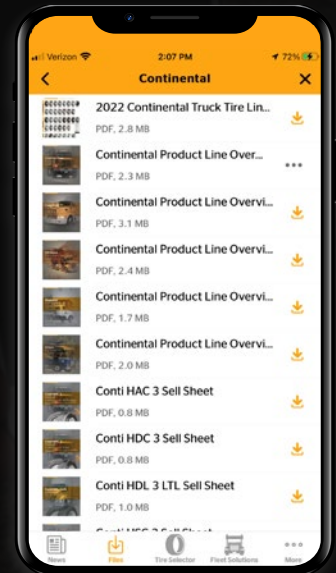 Verizon
2:07 PM
72%
Continental
2022 Continental Truck Tire Lin...
PDF, 2.8 MB
Continental Product Line Over...
PDF, 2.3 MB
Continental Product Line Overvi...
PDF, 3.1 MB
Continental Product Line Overvi...
PDF, 2.4 MB
Continental Product Line Overvi...
PDF, 1.7 MB
Continental Product Line Overvi...
PDF, 2.0 MB
Conti HAC 3 Sell Sheet
PDF, 0.8 MB
Conti HDC 3 Sell Sheet
PDF, 0.8 MB
Conti HDL 3 LTL Sell Sheet
PDF, 1.0 MB
News
Files
Tire Selector
Fleet Solutions
More